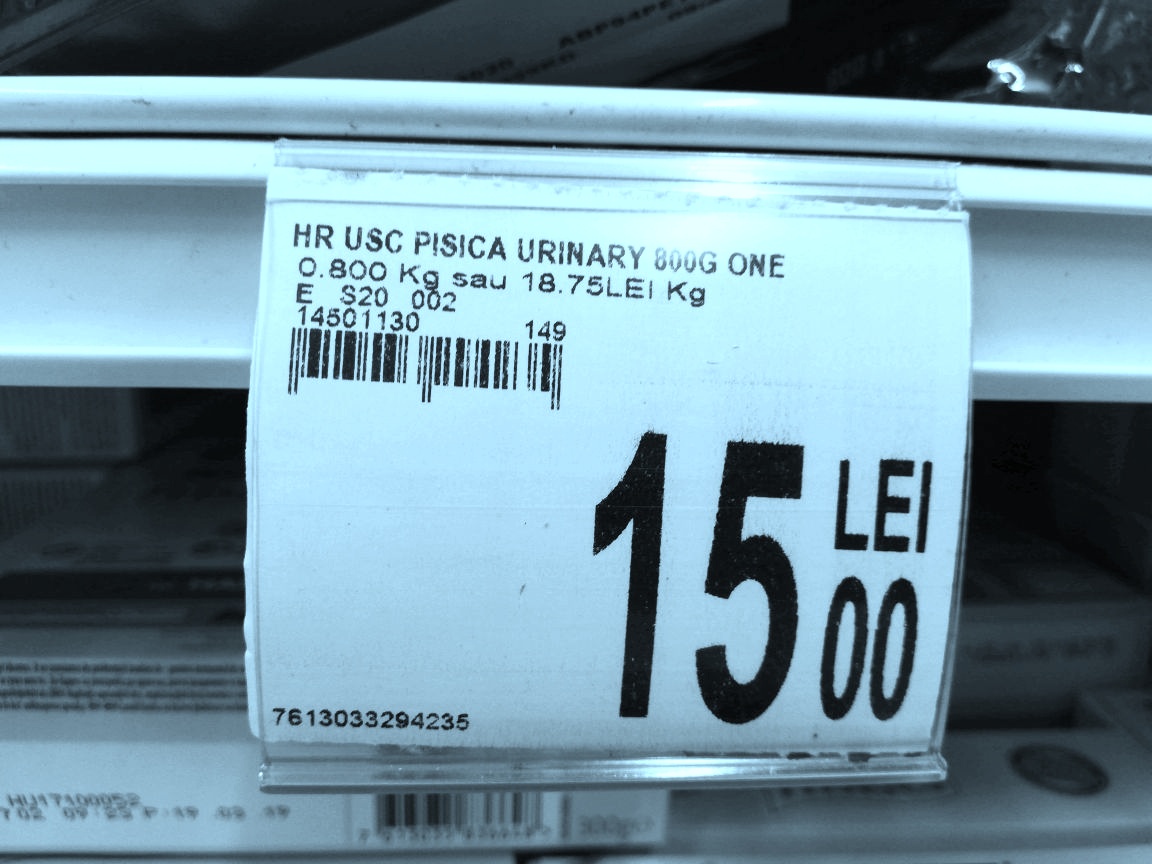 HR USC PISICA URINARY 800G ONE
0.800 Kg sau 18.75LEI Kg
E S20 002
14501130 149
15 LEI 00
7613033294235
HU17100052